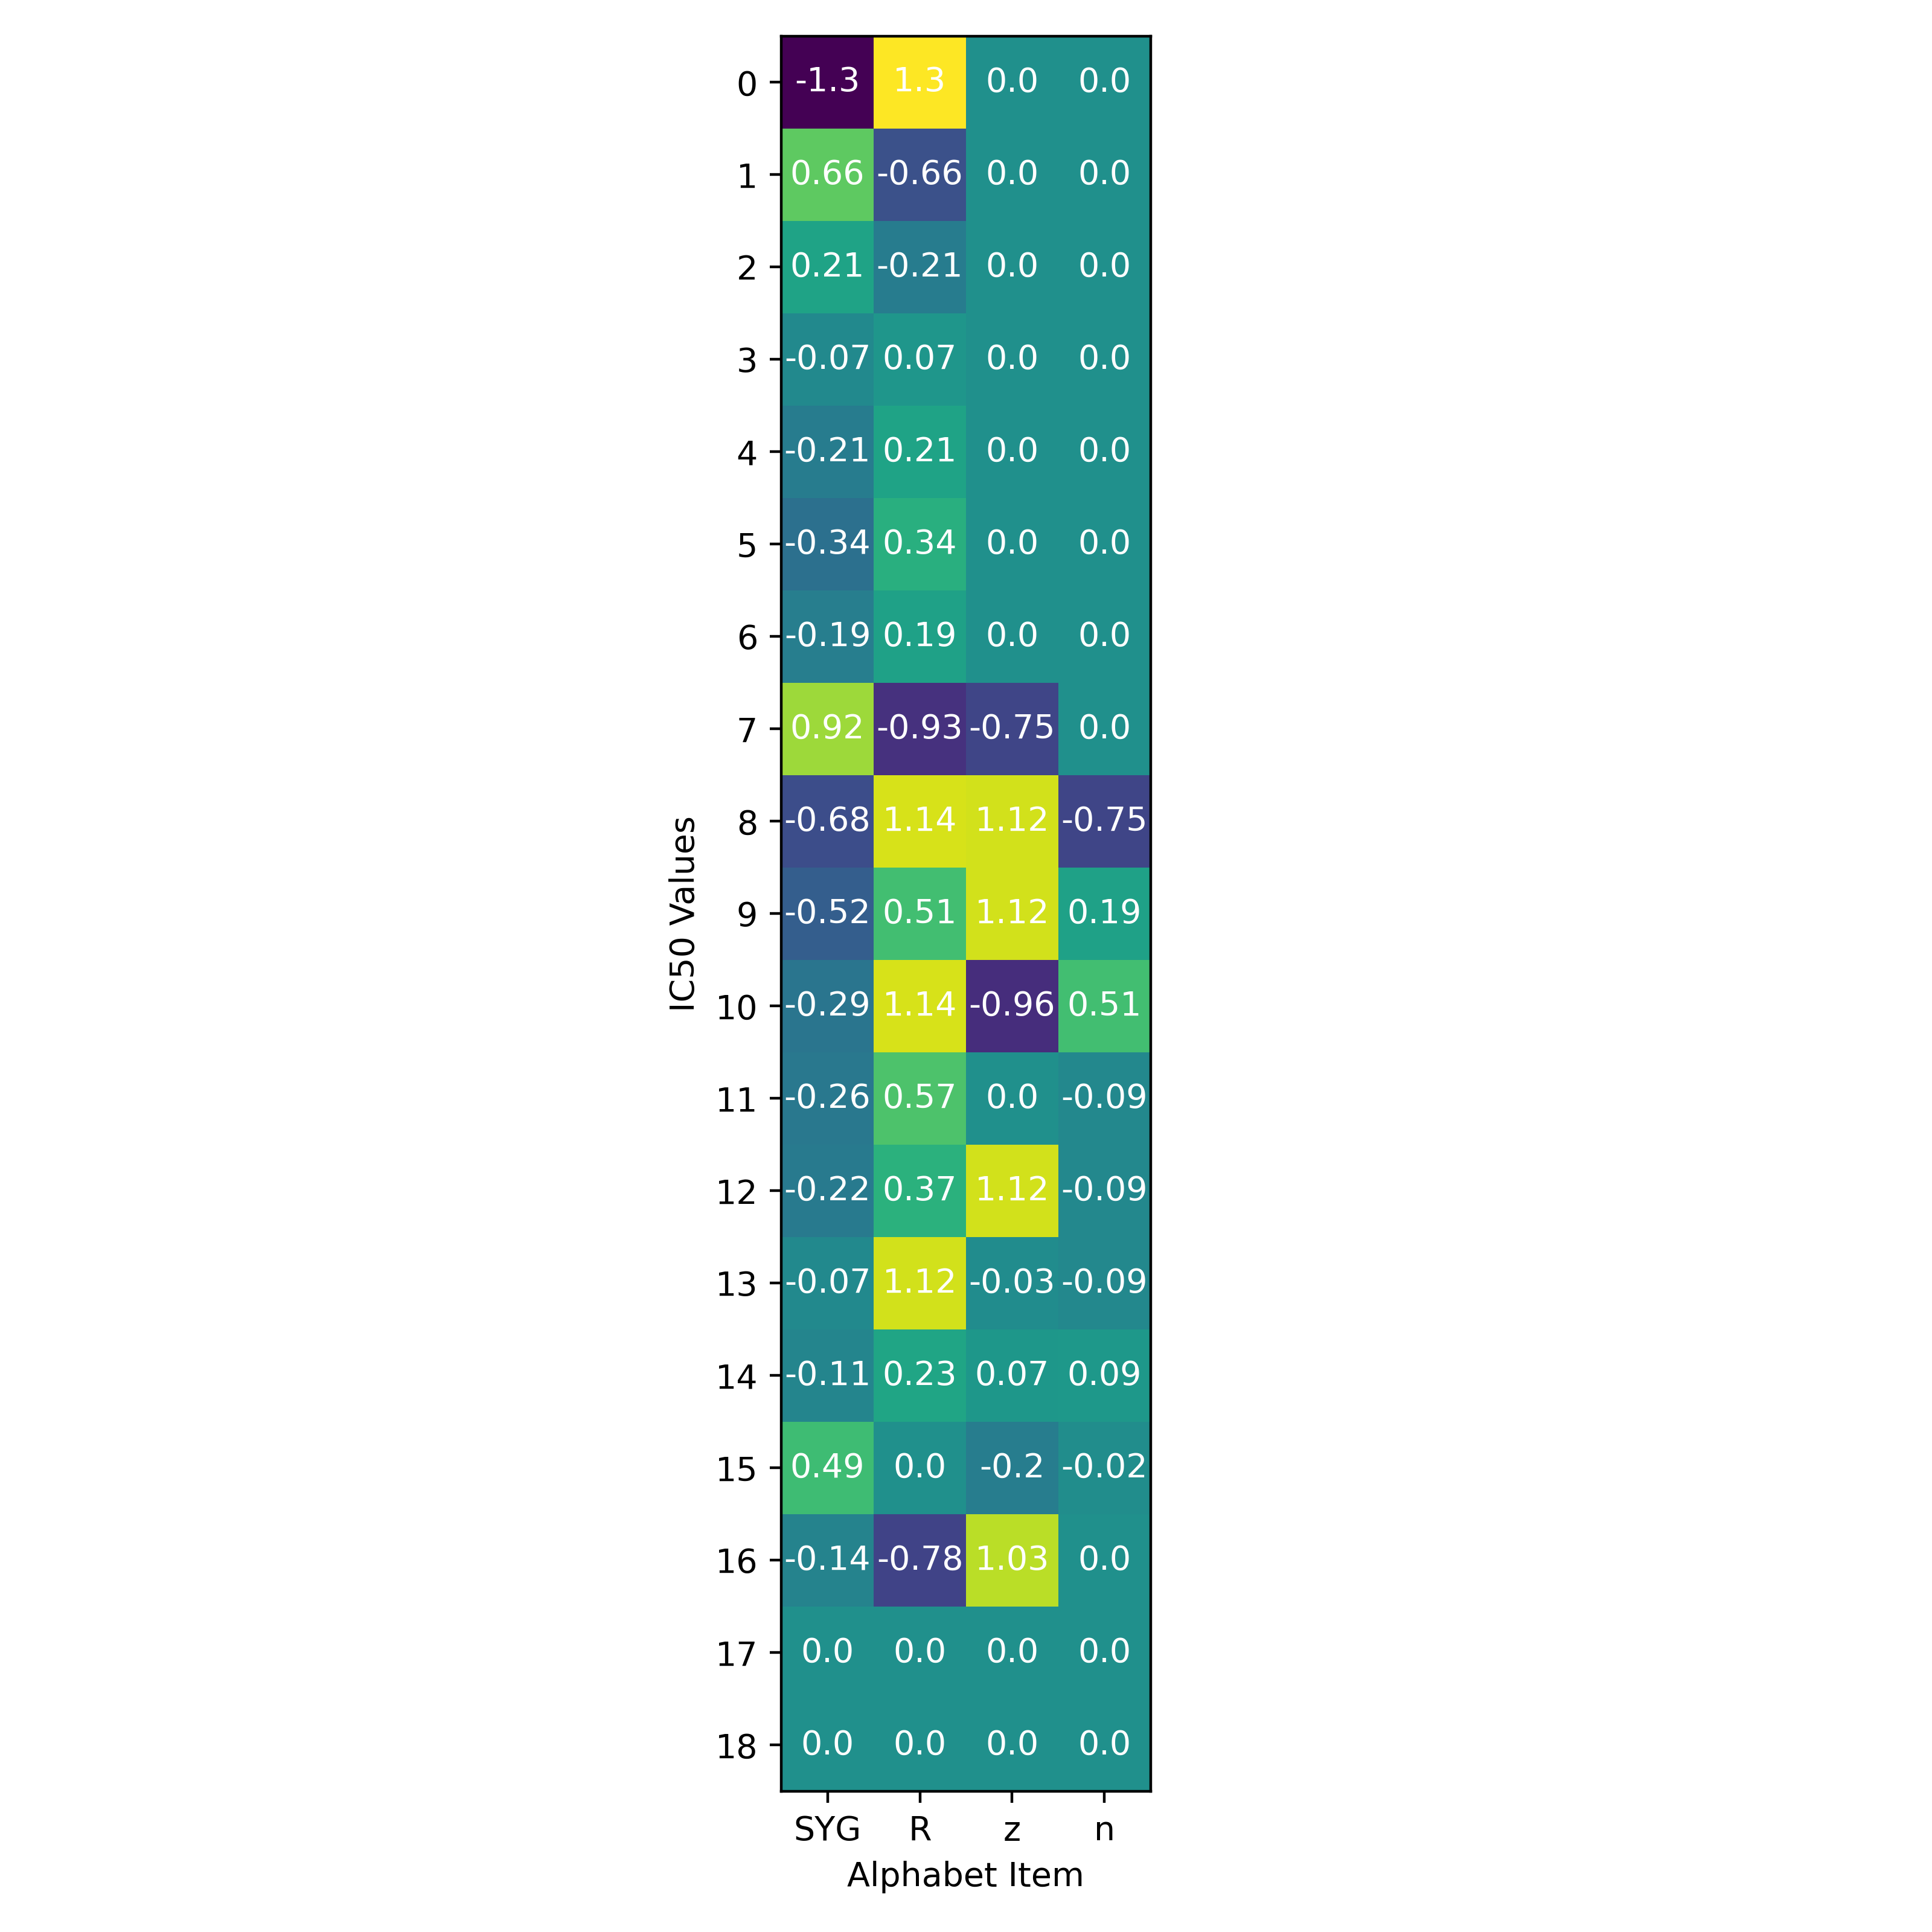 0 -1.3 1.3 0.0 0.0
1 0.66 -0.66 0.0 0.0
2 0.21 -0.21 0.0 0.0
3 -0.07 0.07 0.0 0.0
4 -0.21 0.21 0.0 0.0
5 -0.34 0.34 0.0 0.0
6 -0.19 0.19 0.0 0.0
7 0.92 -0.93 -0.75 0.0
8 -0.68 1.14 1.12 -0.75
9 -0.52 0.51 1.12 0.19
IC50 Values
10 -0.29 1.14 -0.96 0.51
11 -0.26 0.57 0.0 -0.09
12 -0.22 0.37 1.12 -0.09
13 -0.07 1.12 -0.03 -0.09
14 -0.11 0.23 0.07 0.09
15 0.49 0.0 -0.2 -0.02
16 -0.14 -0.78 1.03 0.0
17 0.0 0.0 0.0 0.0
18 0.0 0.0 0.0 0.0
SYG R z n
Alphabet Item